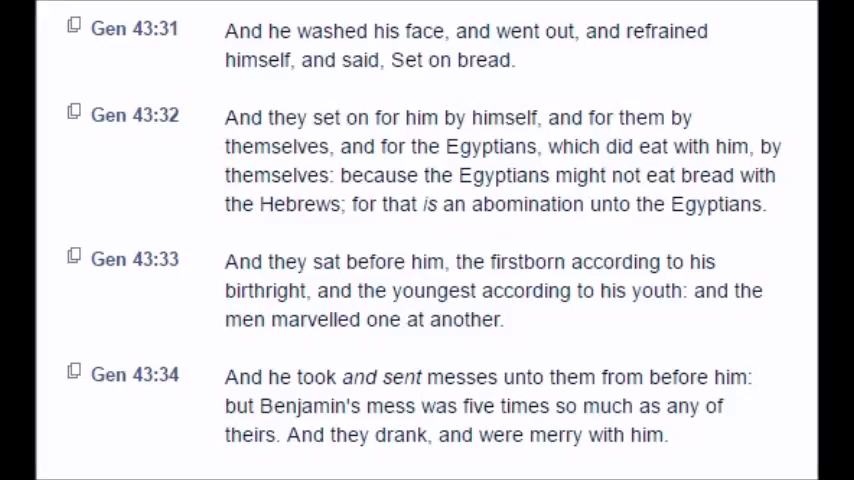 Gen 43:31 And he washed his face, and went out, and refrained
himself, and said, Set on bread.
Gen 43:32 And they set on for him by himself, and for them by
themselves, and for the Egyptians, which did eat with him, by
themselves: because the Egyptians might not eat bread with
the Hebrews; for that is an abomination unto the Egyptians.
Gen 43:33 And they sat before him, the firstborn according to his
birthright, and the youngest according to his youth: and the
men marvelled one at another.
Gen 43:34 And he took and sent messes unto them from before him:
but Benjamin's mess was five times so much as any of
theirs. And they drank, and were merry with him.